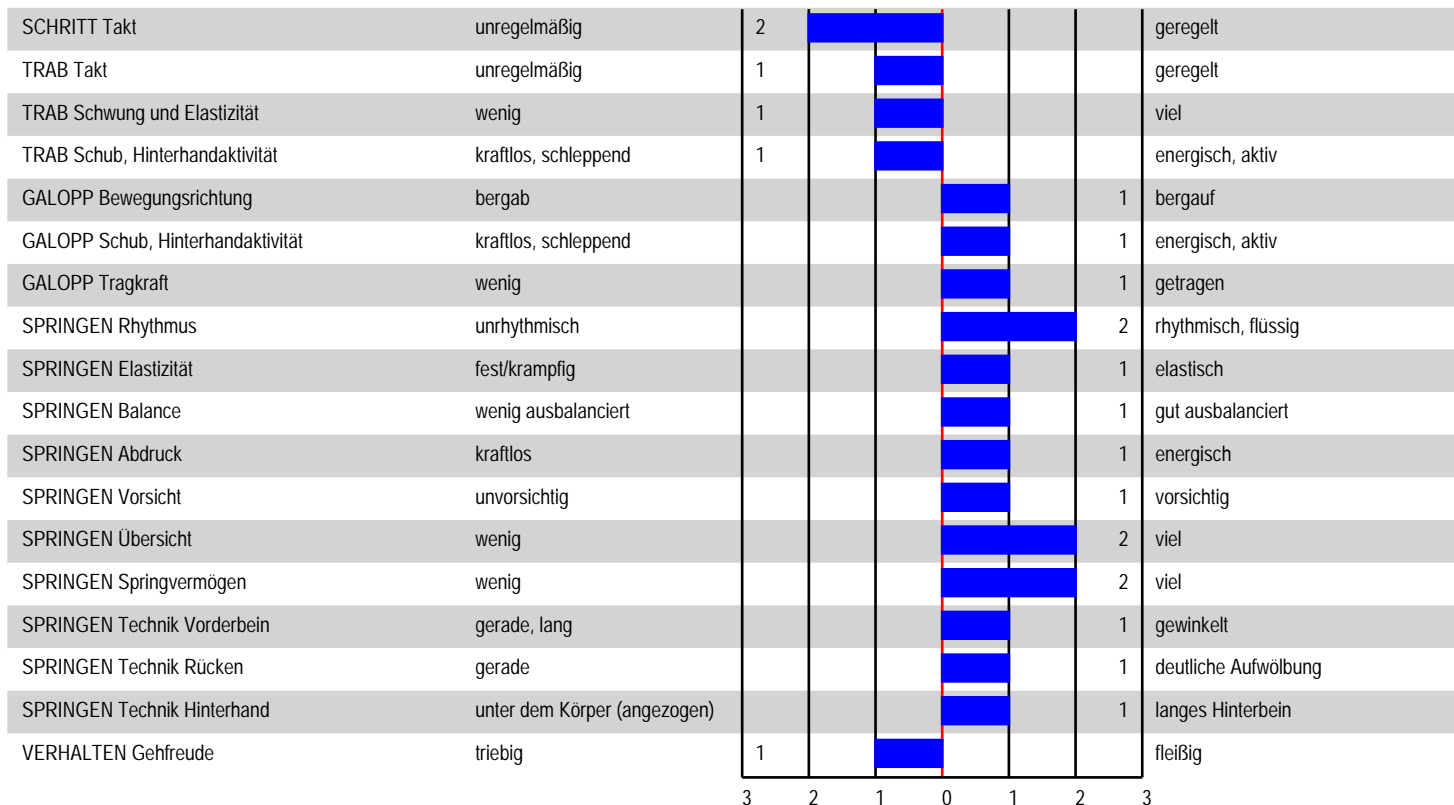 SCHRITT Takt unregelmäßig 2 geregelt
TRAB Takt unregelmäßig 1 geregelt
TRAB Schwung und Elastizität wenig 1 viel
TRAB Schub, Hinterhandaktivität kraftlos, schleppend 1 energisch, aktiv
GALOPP Bewegungsrichtung bergab 1 bergauf
GALOPP Schub, Hinterhandaktivität kraftlos, schleppend 1 energisch, aktiv
GALOPP Tragkraft wenig 1 getragen
SPRINGEN Rhythmus unrhythmisch 2 rhythmisch, flüssig
SPRINGEN Elastizität fest/krampfig 1 elastisch
SPRINGEN Balance wenig ausbalanciert 1 gut ausbalanciert
SPRINGEN Abdruck kraftlos 1 energisch
SPRINGEN Vorsicht unvorsichtig 1 vorsichtig
SPRINGEN Übersicht wenig 2 viel
SPRINGEN Springvermögen wenig 2 viel
SPRINGEN Technik Vorderbein gerade, lang 1 gewinkelt
SPRINGEN Technik Rücken gerade 1 deutliche Aufwölbung
SPRINGEN Technik Hinterhand unter dem Körper (angezogen) 1 langes Hinterbein
VERHALTEN Gehfreude triebig 1 fleißig
3 2 1 0 1 2 3